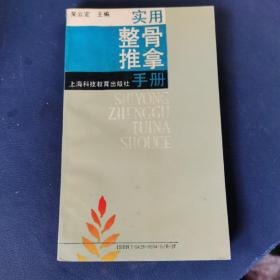 吴云定 主编
实用
整骨
推拿
手册
上海科技教育出版社
SHIYONG
ZHENGGU
TUINA
SHOUCE